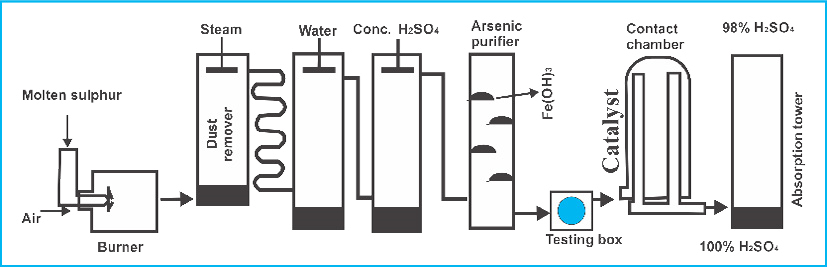 Steam
Water
Conc. H₂SO₄
Arsenic
purifier
Contact
chamber
98% H₂SO₄
Molten sulphur
Dust
remover
Fe(OH)₃
Catalyst
Absorption tower
Air
Burner
Testing box
100% H₂SO₄